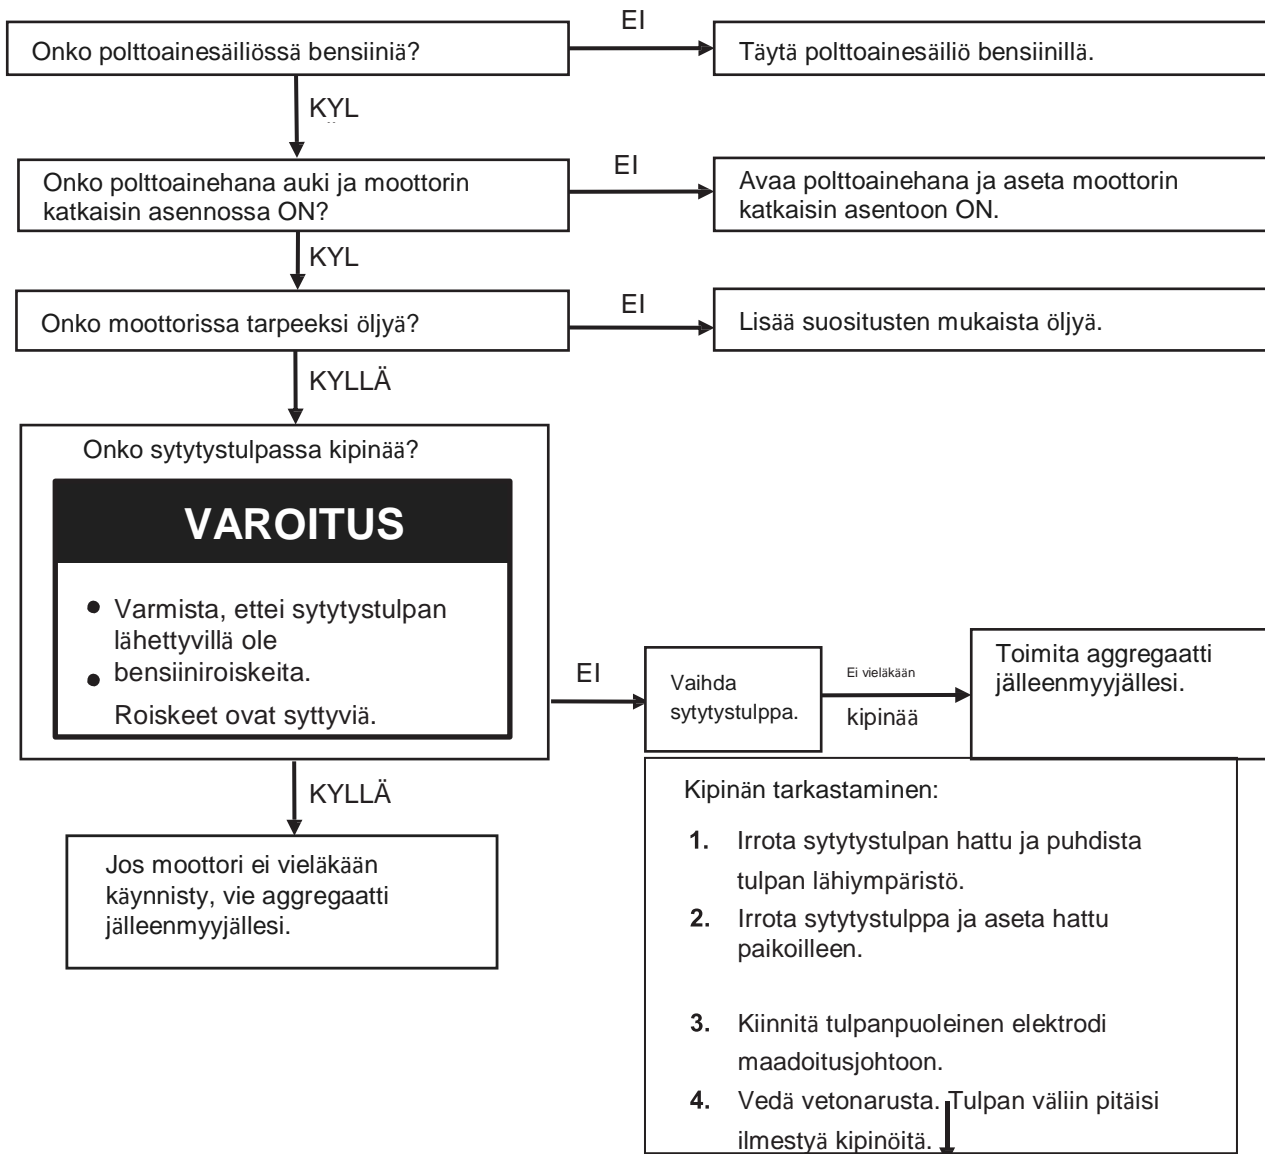 EI
Onko polttoainesäiliössä bensiiniä?
Täytä polttoainesäiliö bensiinillä.
KYL
Onko polttoainehana auki ja moottorin
katkaisin asennossa ON?
EI
Avaa polttoainehana ja aseta moottorin
katkaisin asentoon ON.
KYL
Onko moottorissa tarpeeksi öljyä?
EI
Lisää suositusten mukaista öljyä.
KYLLÄ
Onko sytytystulpassa kipinää?
VAROITUS
● Varmista, ettei sytytystulpan
lähettyvillä ole
● bensiiniroiskeita.
Roiskeet ovat syttyviä.
EI
Vaihda
sytytystulppa.
Ei vieläkään
kipinää
Toimita aggregaatti
jälleenmyyjällesi.
KYLLÄ
Jos moottori ei vieläkään
käynnisty, vie aggregaatti
jälleenmyyjällesi.
Kipinän tarkastaminen:
1. Irrota sytytystulpan hattu ja puhdista
tulpan lähiympäristö.
2. Irrota sytytystulppa ja aseta hattu
paikoilleen.
3. Kiinnitä tulpanpuoleinen elektrodi
maadoitusjohtoon.
4. Vedä vetonarusta. Tulpan väliin pitäisi
ilmestyä kipinöitä.